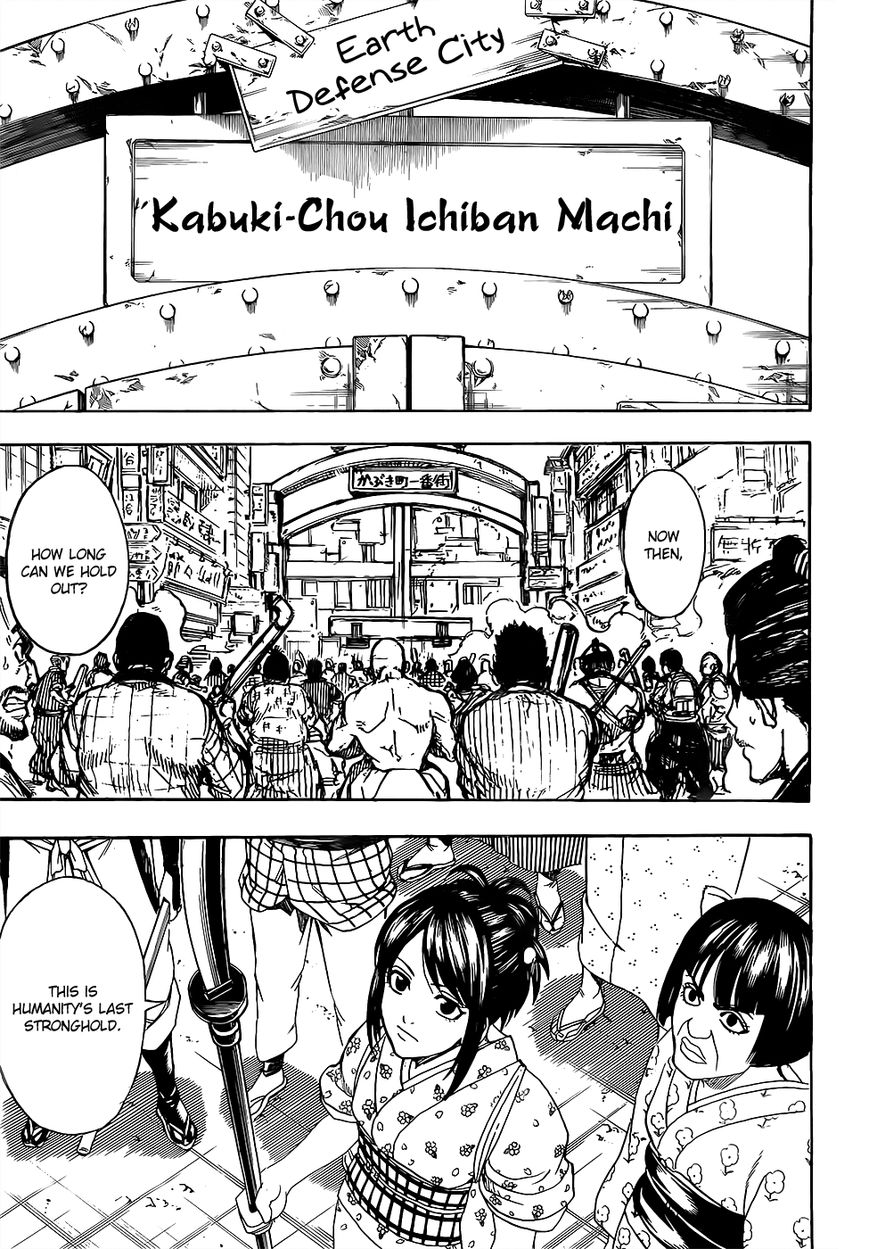 Earth
Defense City
Kabuki-Chou Ichiban Machi
かぶき町一番街
NOW
THEN,
HOW LONG
CAN WE HOLD
OUT?
THIS IS
HUMANITY'S LAST
STRONGHOLD.